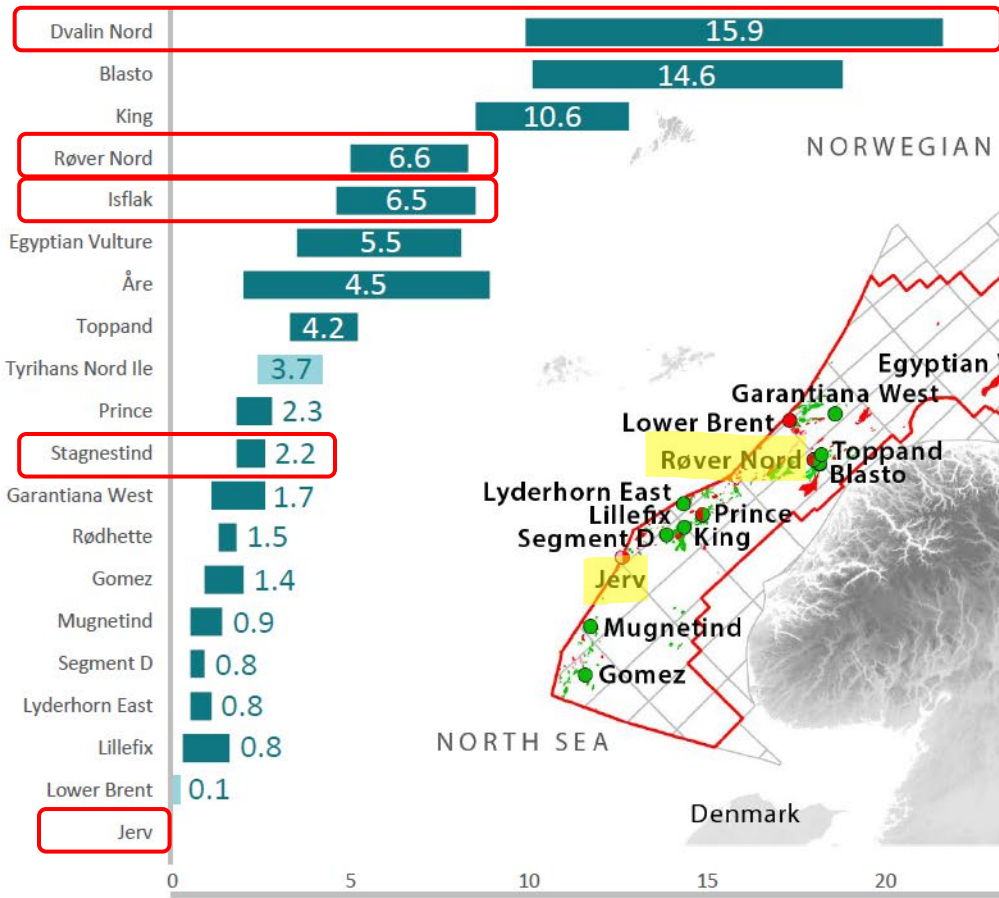 Dvalin Nord 15.9
Blasto 14.6
King 10.6
Røver Nord 6.6
Isflak 6.5
Egyptian Vulture 5.5
Åre 4.5
Toppand 4.2
Tyrihans Nord Ile 3.7
Prince 2.3
Stagnestind 2.2
Garantiana West 1.7
Rødhette 1.5
Gomez 1.4
Mugnetind 0.9
Segment D 0.8
Lyderhorn East 0.8
Lillefix 0.8
Lower Brent 0.1
Jerv
0 5 10 15 20
NORWEGIAN
Egyptian
Garantiana West
Lower Brent
Røver Nord
Toppand
Blasto
Lyderhorn East
Lillefix
Prince
Segment D
King
Jerv
Mugnetind
Gomez
NORTH SEA
Denmark